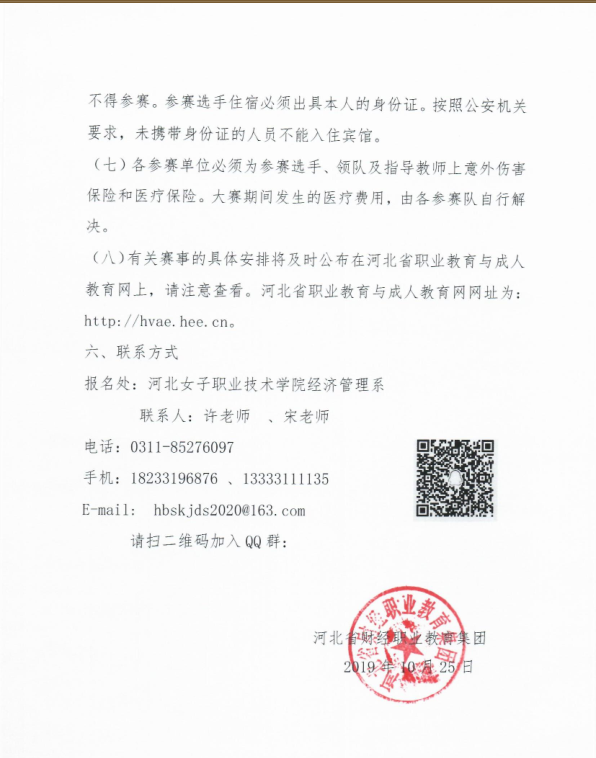 不得参赛。参赛选手住宿必须出具本人的身份证。按照公安机关
要求，未携带身份证的人员不能入住宾馆。
（七）各参赛单位必须为参赛选手、领队及指导教师上意外伤害
保险和医疗保险。大赛期间发生的医疗费用，由各参赛队自行解
决。
（八）有关赛事的具体安排将及时公布在河北省职业教育与成人
教育网上，请注意查看。河北省职业教育与成人教育网网址为：
http://hvae.hee.cn。
六、联系方式
报名处：河北女子职业技术学院经济管理系
联系人：许老师 、宋老师
电话：0311-85276097
手机：18233196876 、13333111135
E-mail: hbskjds2020@163.com
请扫二维码加入 QQ 群：
河北省财经职业教育集团
2019 年 10 月 25 日
河北省财经职业教育集团